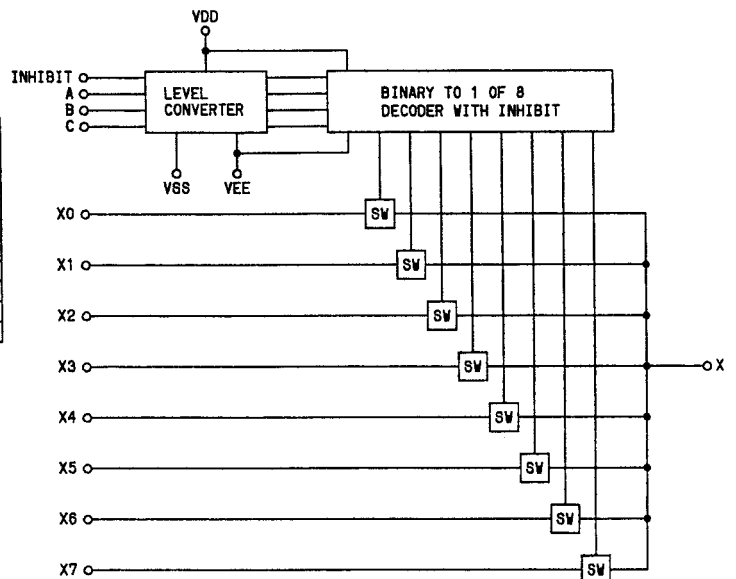 VDD
INHIBIT
A
B
C
LEVEL
CONVERTER
BINARY TO 1 OF 8
DECODER WITH INHIBIT
VSS
VEE
X0
SW
X1
SW
X2
SW
X3
SW
X
X4
SW
X5
SW
X6
SW
X7
SW